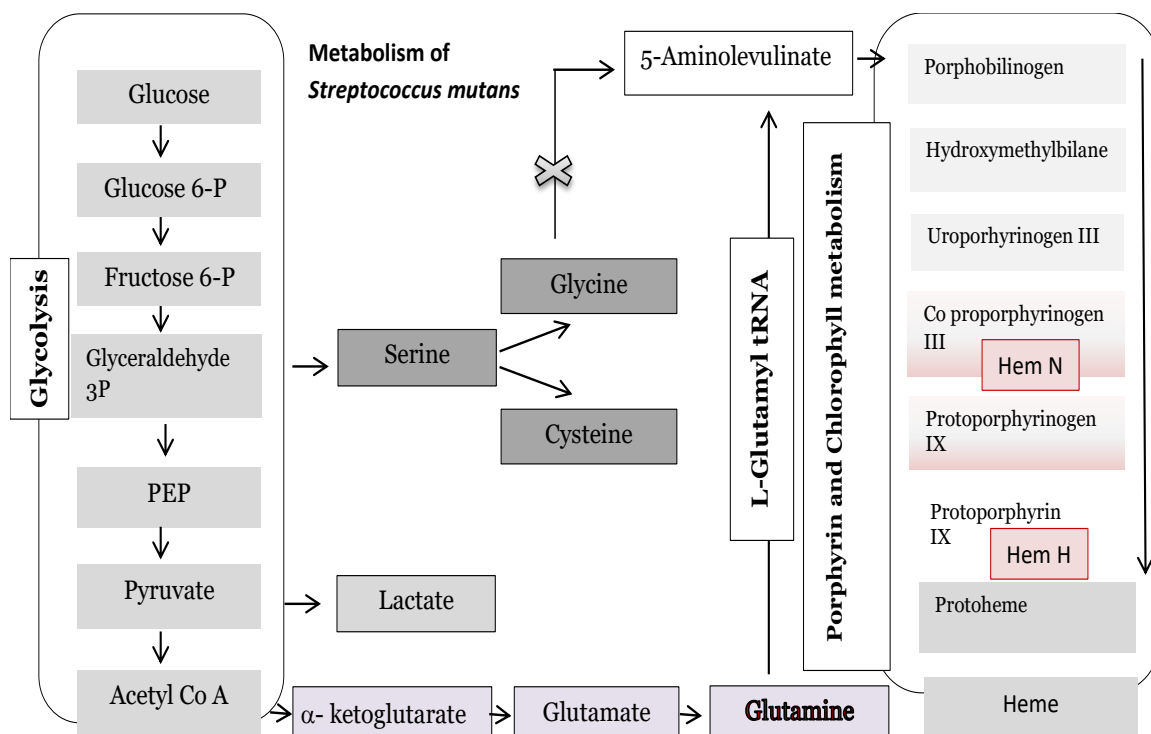 Metabolism of
Streptococcus mutans
Glycolysis
Glucose
Glucose 6-P
Fructose 6-P
Glyceraldehyde
3P
PEP
Pyruvate
Acetyl Co A
Serine
Glycine
Cysteine
Lactate
α- ketoglutarate
Glutamate
Glutamine
L-Glutamyl tRNA
5-Aminolevulinate
Porphyrin and Chlorophyll metabolism
Porphobilinogen
Hydroxymethylbilane
Uroporhyrinogen III
Co proporphyrinogen
III
Hem N
Protoporphyrinogen
IX
Protoporphyrin
IX
Hem H
Protoheme
Heme